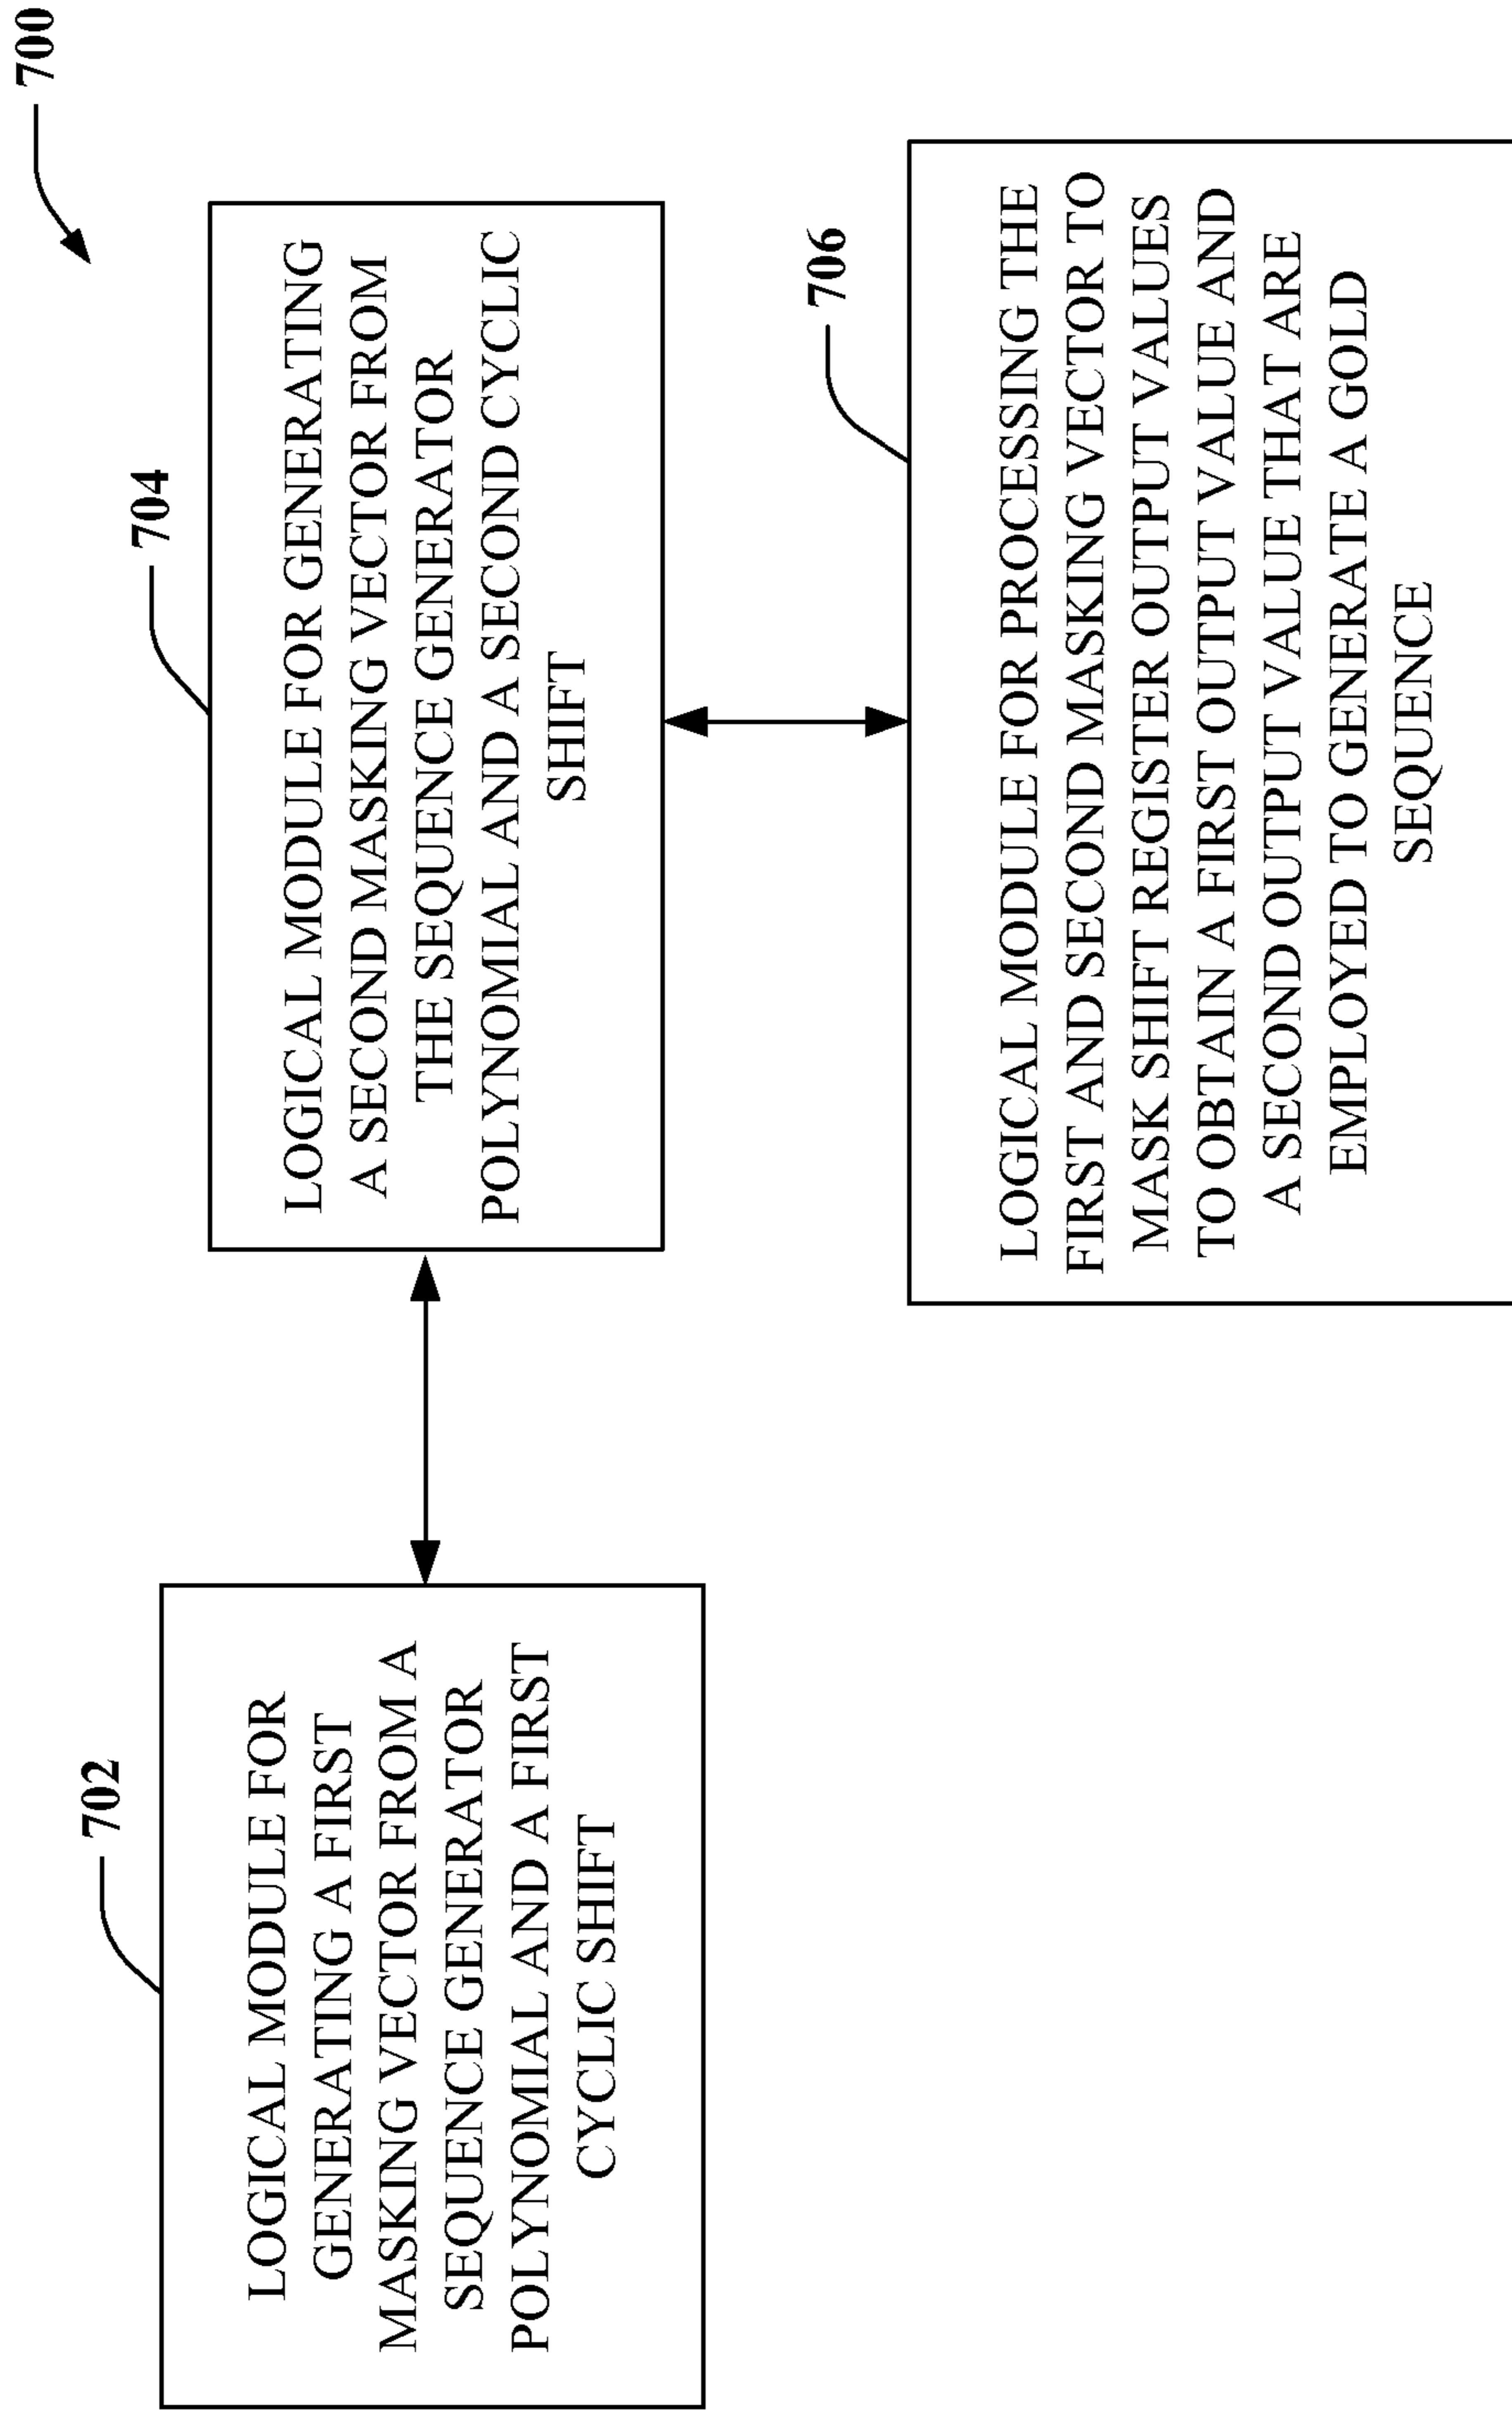 700
702
LOGICAL MODULE FOR
GENERATING A FIRST
MASKING VECTOR FROM A
SEQUENCE GENERATOR
POLYNOMIAL AND A FIRST
CYCLIC SHIFT
704
LOGICAL MODULE FOR GENERATING
A SECOND MASKING VECTOR FROM
THE SEQUENCE GENERATOR
POLYNOMIAL AND A SECOND CYCLIC
SHIFT
706
LOGICAL MODULE FOR PROCESSING THE
FIRST AND SECOND MASKING VECTOR TO
MASK SHIFT REGISTER OUTPUT VALUES
TO OBTAIN A FIRST OUTPUT VALUE AND
A SECOND OUTPUT VALUE THAT ARE
EMPLOYED TO GENERATE A GOLD
SEQUENCE